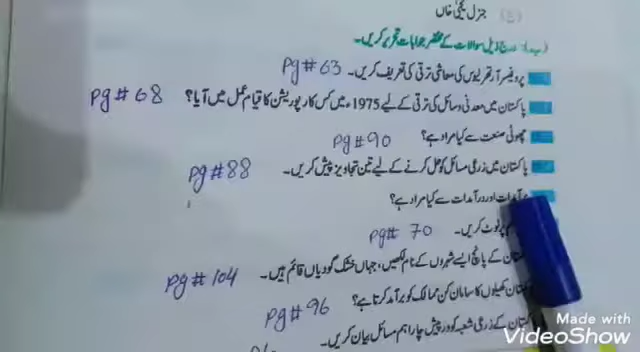 (ج) جنرل یحییٰ خاں
(ب) درج ذیل سوالات کے مختصر جوابات تحریر کریں۔
پروفیسر آرتھر لیوس کی معاشی ترقی کی تعریف کریں۔ Pg# 63
پاکستان میں معدنی وسائل کی ترقی کے لیے 1975ء میں کس کارپوریشن کا قیام عمل میں آیا؟ Pg# 68
چھوٹی صنعت سے کیا مراد ہے؟ Pg# 90
پاکستان میں زرعی مسائل کو حل کرنے کے لیے تین تجاویز پیش کریں۔ Pg# 88
برآمدات اور درآمدات سے کیا مراد ہے؟
پر نوٹ کریں۔ Pg# 70
کے پانچ ایسے شہروں کے نام لکھیں، جہاں خشک گودیاں قائم ہیں۔ Pg# 104
کھیلوں کا سامان کن ممالک کو برآمد کرتا ہے؟ Pg# 96
پاکستان کے زرعی شعبہ کو درپیش چار اہم مسائل بیان کریں۔
Made with
VideoShow